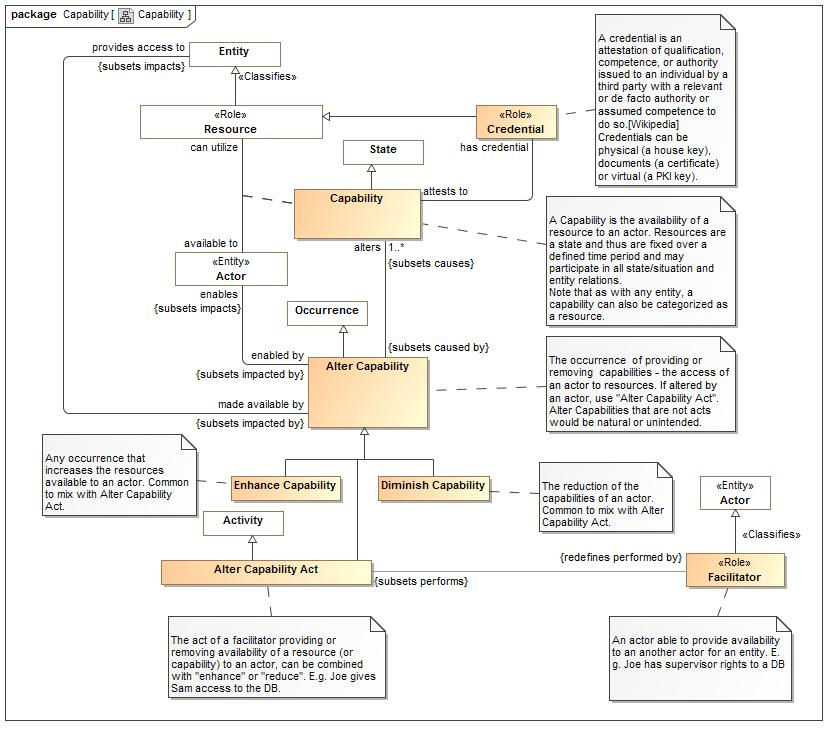 package Capability [ Capability ]
provides access to
{subsets impacts}
Entity
«Classifies»
«Role»
Resource
can utilize
«Role»
Credential
has credential
A credential is an
attestation of qualification,
competence, or authority
issued to an individual by a
third party with a relevant
or de facto authority or
assumed competence to
do so.[Wikipedia]
Credentials can be
physical (a house key),
documents (a certificate)
or virtual (a PKI key).
State
Capability
attests to
alters 1..*
{subsets causes}
A Capability is the availability of a
resource to an actor. Resources are
a state and thus are fixed over a
defined time period and may
participate in all state/situation and
entity relations.
Note that as with any entity, a
capability can also be categorized as
a resource.
available to
«Entity»
Actor
enables
{subsets impacts}
Occurrence
enabled by
{subsets impacted by}
{subsets caused by}
Alter Capability
made available by
{subsets impacted by}
The occurrence of providing or
removing capabilities - the access of
an actor to resources. If altered by
an actor, use "Alter Capability Act".
Alter Capabilities that are not acts
would be natural or unintended.
Any occurrence that
increases the resources
available to an actor. Common
to mix with Alter Capability
Act.
Enhance Capability
Diminish Capability
The reduction of the
capabilities of an actor.
Common to mix with Alter
Capability Act.
«Entity»
Actor
«Classifies»
Activity
Alter Capability Act
{subsets performs}
{redefines performed by}
«Role»
Facilitator
The act of a facilitator providing or
removing availability of a resource (or
capability) to an actor, can be combined
with "enhance" or "reduce". E.g. Joe gives
Sam access to the DB.
An actor able to provide availability
to an another actor for an entity. E.
g. Joe has supervisor rights to a DB